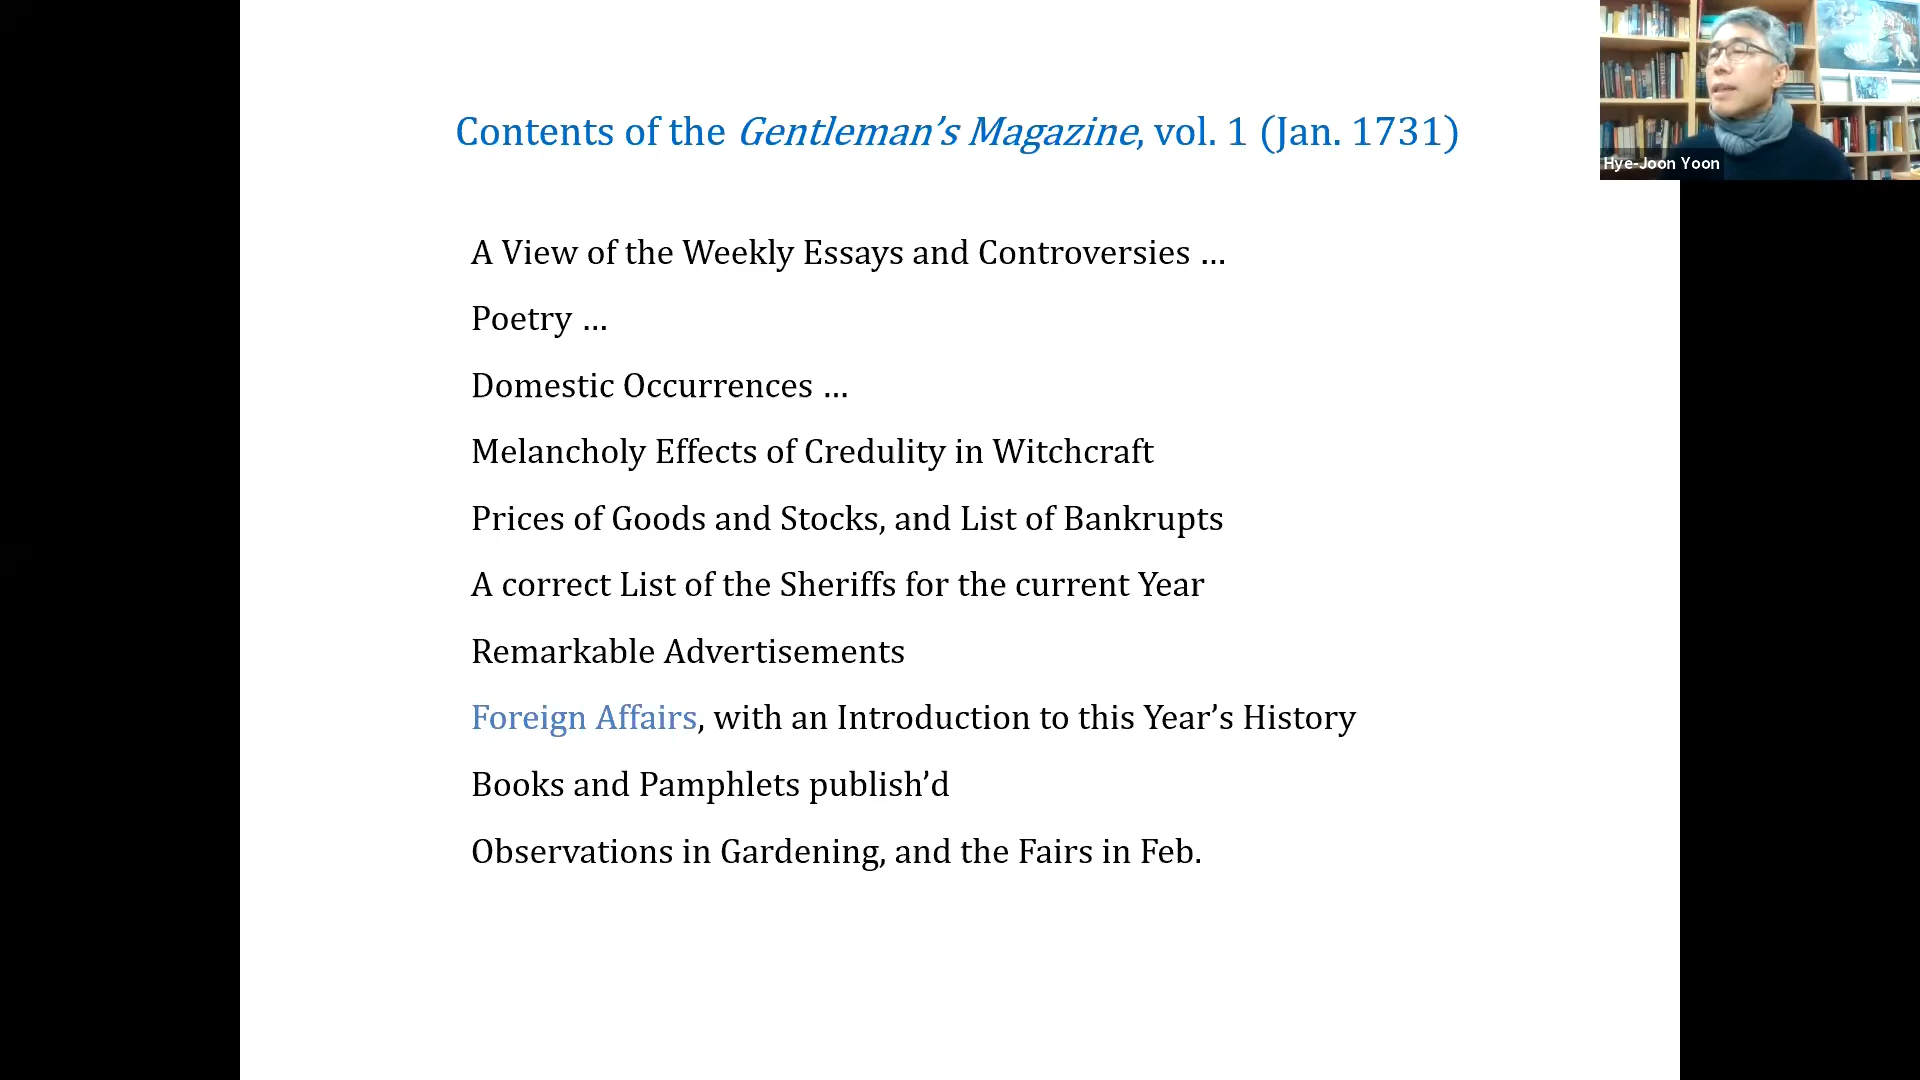 Contents of the Gentleman’s Magazine, vol. 1 (Jan. 1731)
Hye-Joon Yoon
A View of the Weekly Essays and Controversies ...
Poetry ...
Domestic Occurrences ...
Melancholy Effects of Credulity in Witchcraft
Prices of Goods and Stocks, and List of Bankrupts
A correct List of the Sheriffs for the current Year
Remarkable Advertisements
Foreign Affairs, with an Introduction to this Year’s History
Books and Pamphlets publish’d
Observations in Gardening, and the Fairs in Feb.